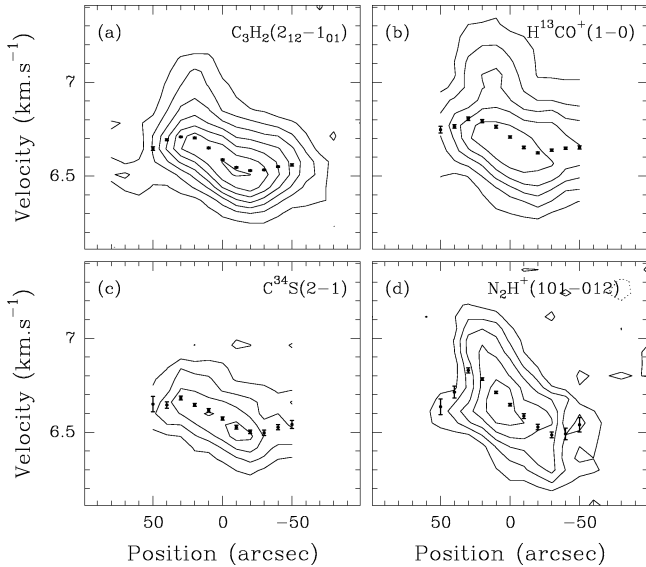 (a) C₃H₂(2₁₂−1₀₁)
(b) H¹³CO⁺(1−0)
7
6.5
Velocity (km.s⁻¹)
(c) C³⁴S(2−1)
(d) N₂H⁺(101−012)
7
6.5
Velocity (km.s⁻¹)
50 0 −50
50 0 −50
Position (arcsec)
Position (arcsec)